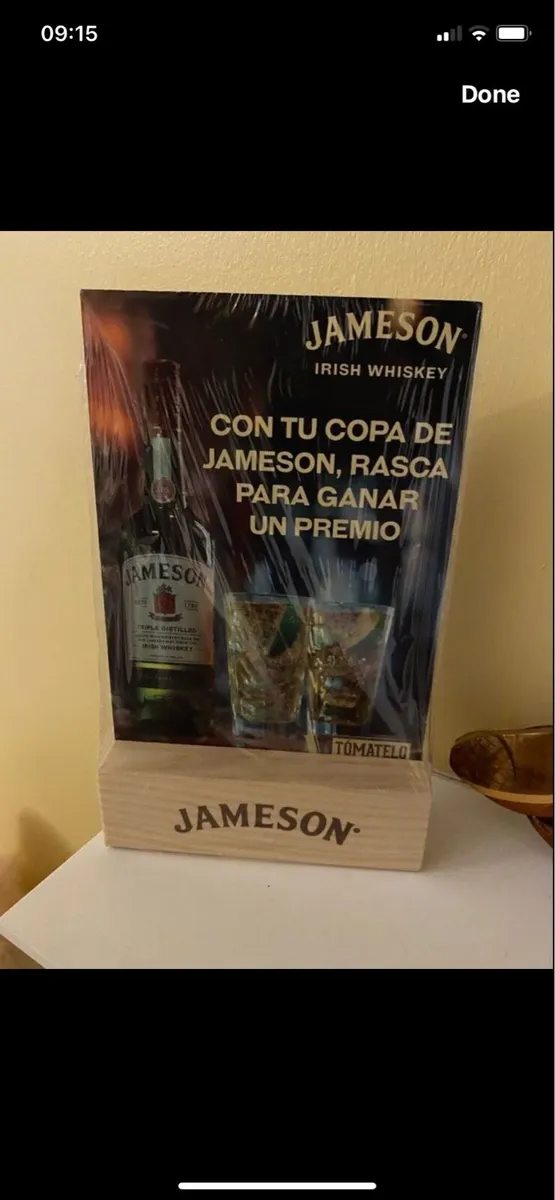 09:15
Done
JAMESON
IRISH WHISKEY
CON TU COPA DE
JAMESON, RASCA
PARA GANAR
UN PREMIO
JAMESON
TRIPLE DISTILLED
IRISH WHISKEY
TÓMATELO
JAMESON